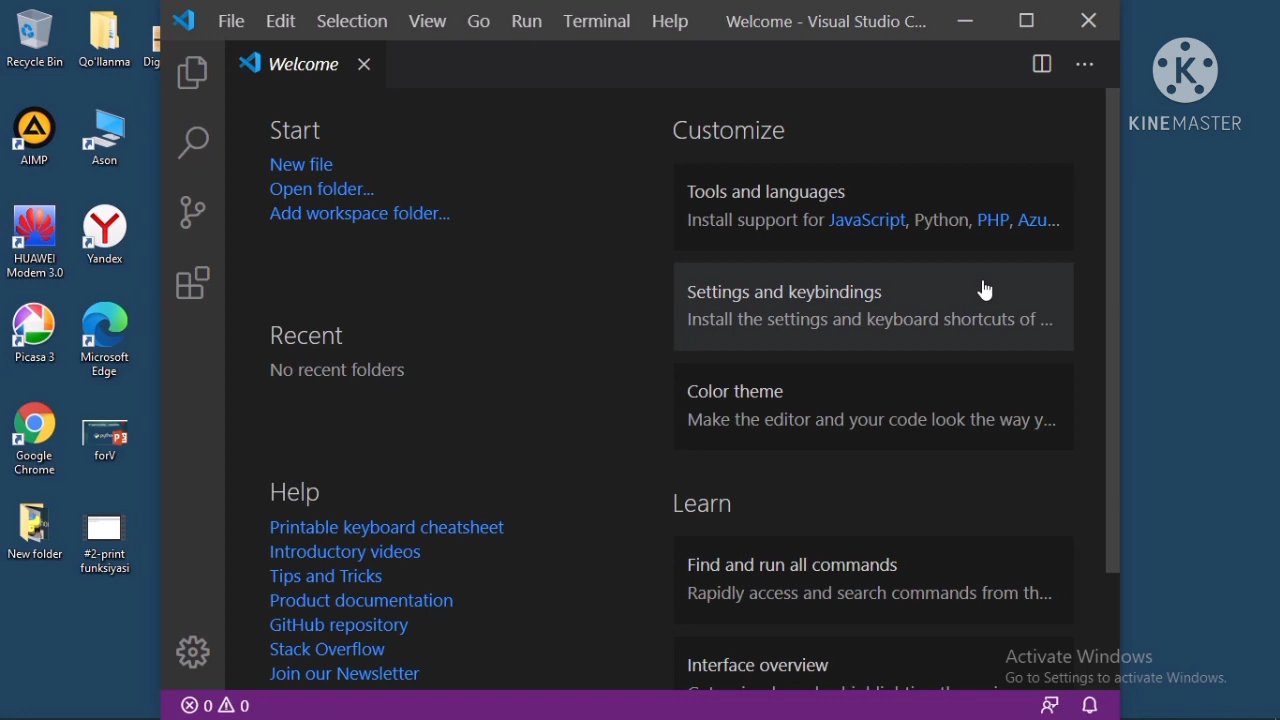 File Edit Selection View Go Run Terminal Help Welcome - Visual Studio C...
Welcome
Recycle Bin
Qo'llanma
Dig
AIMP
Ason
HUAWEI
Modem 3.0
Yandex
Picasa 3
Microsoft
Edge
Google
Chrome
forV
New folder
#2-print
funksiyasi
Start
New file
Open folder...
Add workspace folder...
Recent
No recent folders
Help
Printable keyboard cheatsheet
Introductory videos
Tips and Tricks
Product documentation
GitHub repository
Stack Overflow
Join our Newsletter
Customize
Tools and languages
Install support for JavaScript, Python, PHP, Azu...
Settings and keybindings
Install the settings and keyboard shortcuts of ...
Color theme
Make the editor and your code look the way y...
Learn
Find and run all commands
Rapidly access and search commands from th...
Interface overview
K
KINEMASTER
Activate Windows
Go to Settings to activate Windows.
0 0